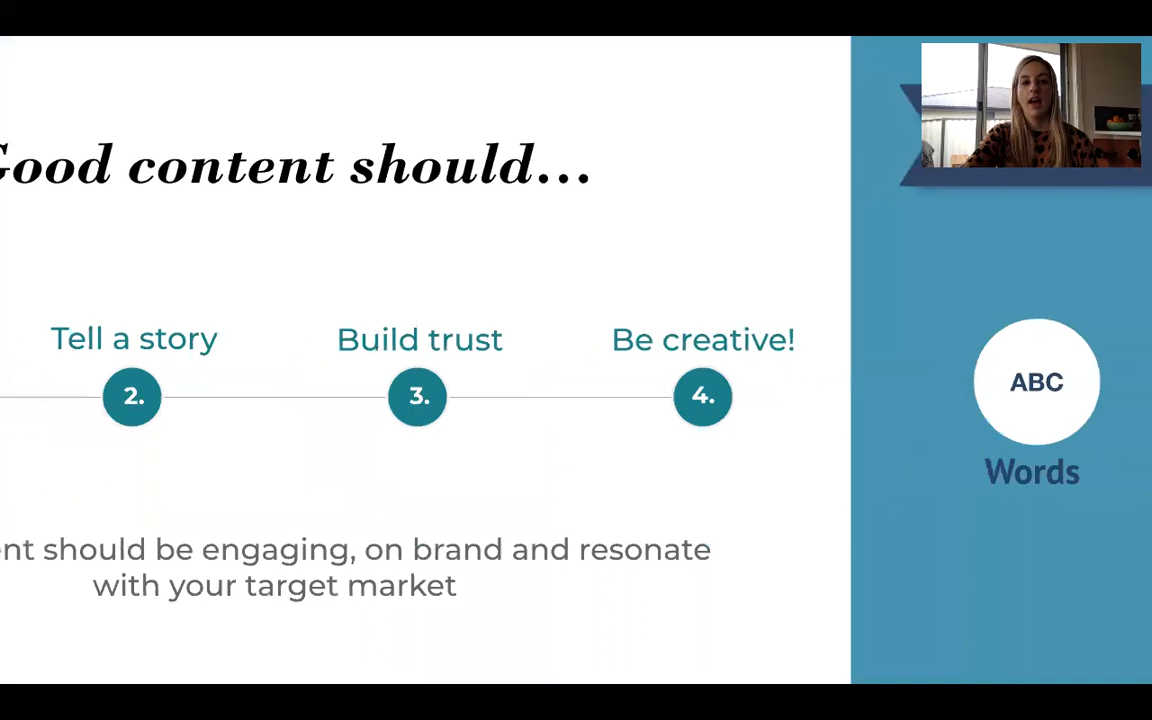 Good content should...
Tell a story
Build trust
Be creative!
2.
3.
4.
ABC
Words
should be engaging, on brand and resonate
with your target market